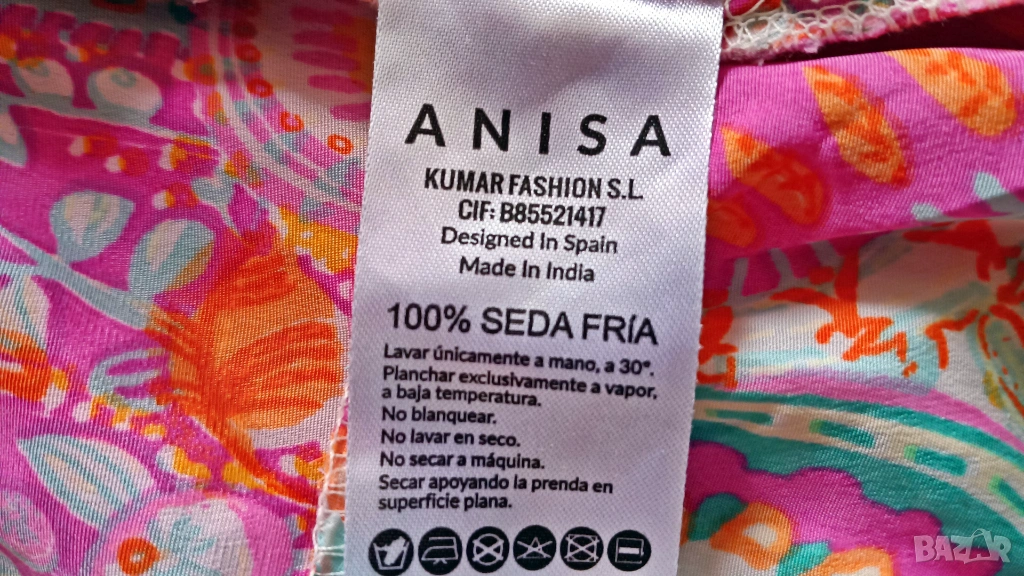 ANISA
KUMAR FASHION S.L.
CIF: B85521417
Designed In Spain
Made In India
100% SEDA FRÍA
Lavar únicamente a mano, a 30°.
Planchar exclusivamente a vapor,
a baja temperatura.
No blanquear.
No lavar en seco.
No secar a máquina.
Secar apoyando la prenda en
superficie plana.
BAZAR